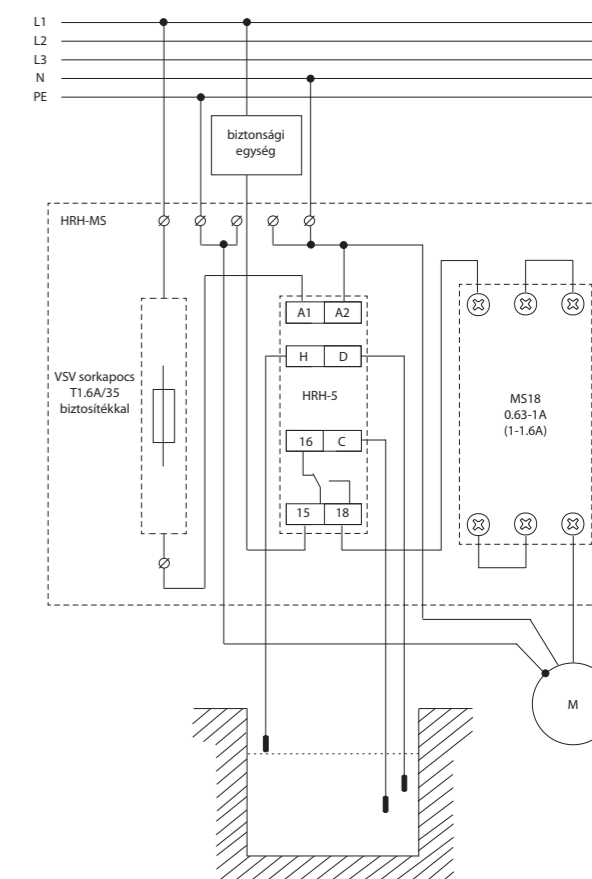 L1
L2
L3
N
PE
biztonsági
egység
HRH-MS
A1 A2
H D
HRH-5
16 C
15 18
VSV sorkapocs
T1.6A/35
biztosítékkal
MS18
0.63-1A
(1-1.6A)
M